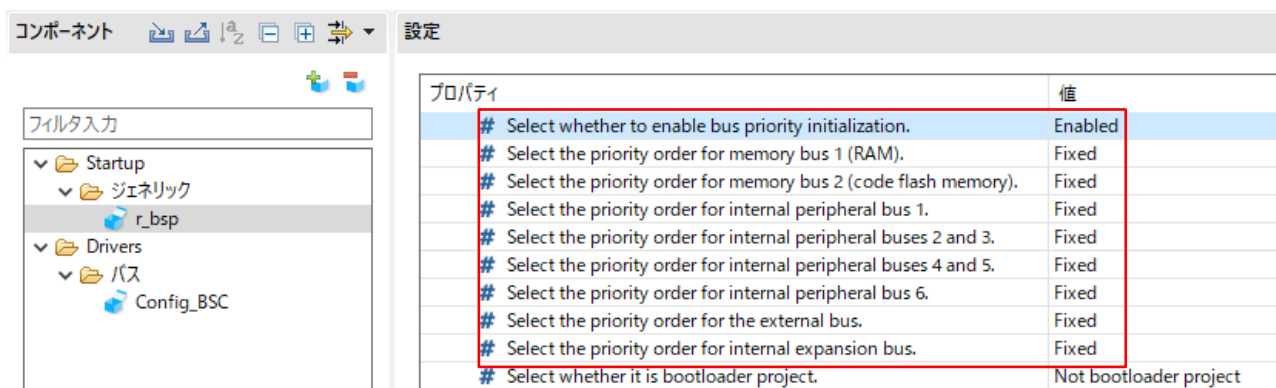 コンポーネント
フィルタ入力
Startup
ジェネリック
r_bsp
Drivers
バス
Config_BSC
設定
プロパティ 値
# Select whether to enable bus priority initialization. Enabled
# Select the priority order for memory bus 1 (RAM). Fixed
# Select the priority order for memory bus 2 (code flash memory). Fixed
# Select the priority order for internal peripheral bus 1. Fixed
# Select the priority order for internal peripheral buses 2 and 3. Fixed
# Select the priority order for internal peripheral buses 4 and 5. Fixed
# Select the priority order for internal peripheral bus 6. Fixed
# Select the priority order for the external bus. Fixed
# Select the priority order for internal expansion bus. Fixed
# Select whether it is bootloader project. Not bootloader project